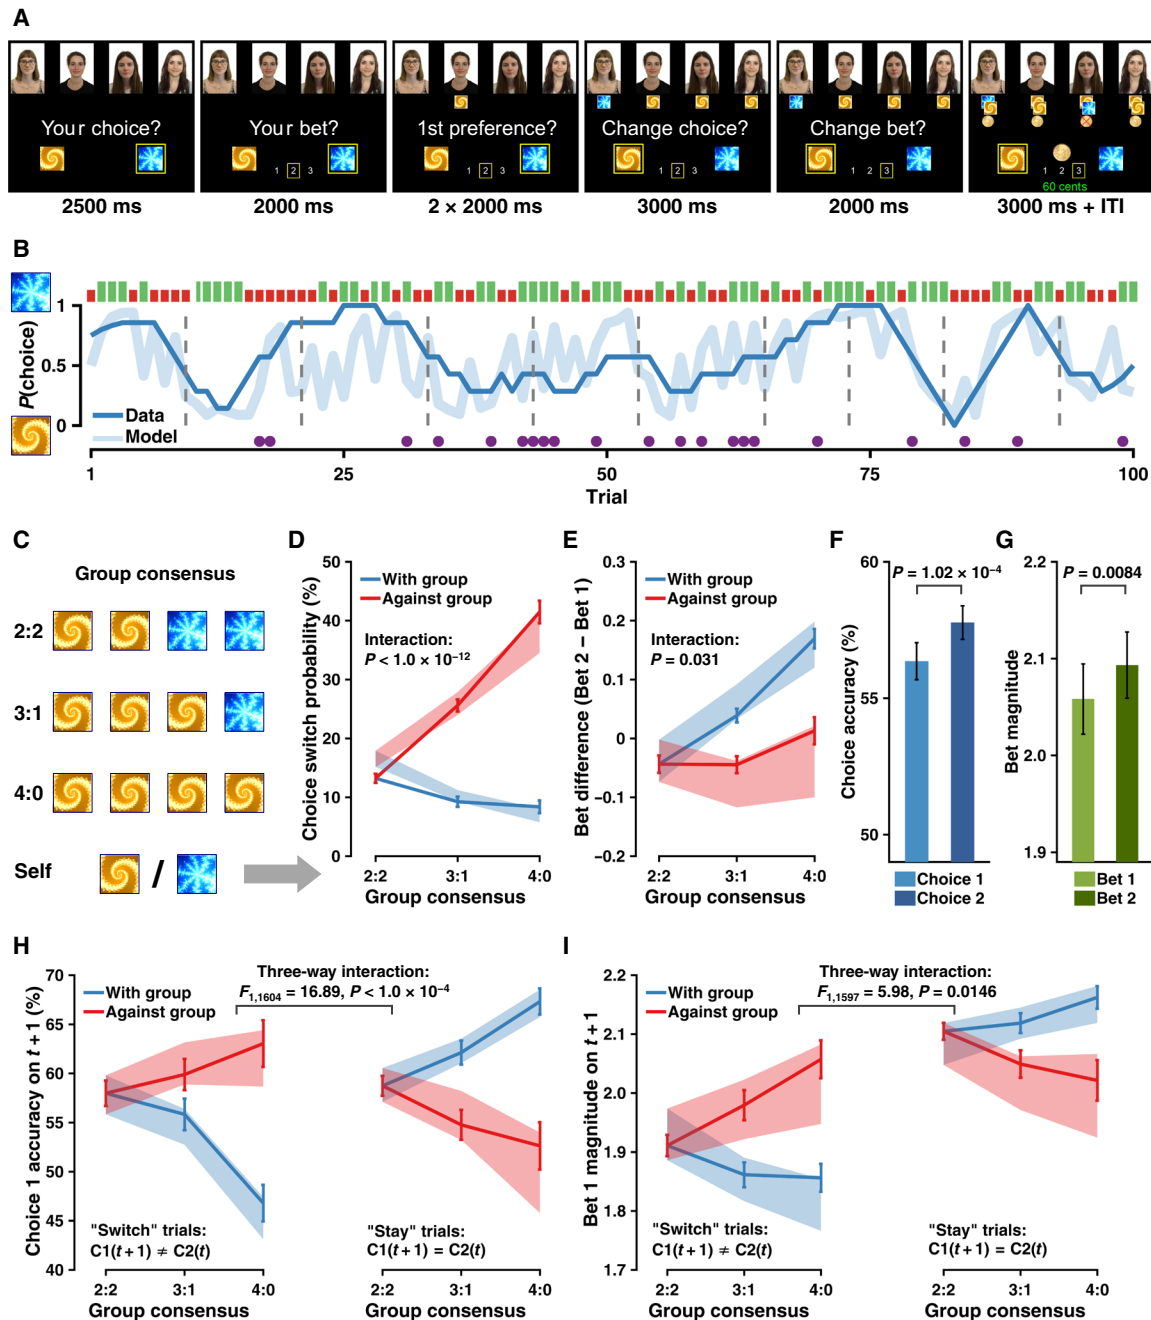 A
Your choice?
Your bet?
1st preference?
Change choice?
Change bet?
1 2 3
1 2 3
1 2 3
1 2 3
1 2 3
60 cents
2500 ms
2000 ms
2 × 2000 ms
3000 ms
2000 ms
3000 ms + ITI
B
P(choice)
1
0.5
0
Data
Model
1
25
50
75
100
Trial
C
Group consensus
2:2
3:1
4:0
Self
/
D
Choice switch probability (%)
50
40
30
20
10
0
With group
Against group
Interaction:
P < 1.0 × 10⁻¹²
2:2
3:1
4:0
Group consensus
E
Bet difference (Bet 2 − Bet 1)
0.3
0.2
0.1
0
−0.1
−0.2
With group
Against group
Interaction:
P = 0.031
2:2
3:1
4:0
Group consensus
F
Choice accuracy (%)
60
55
50
P = 1.02 × 10⁻⁴
Choice 1
Choice 2
G
Bet magnitude
2.2
2.1
2.0
1.9
P = 0.0084
Bet 1
Bet 2
H
Choice 1 accuracy on t + 1 (%)
70
65
60
55
50
45
40
With group
Against group
Three-way interaction:
F₁,₁₆₀₄ = 16.89, P < 1.0 × 10⁻⁴
"Switch" trials:
C1(t + 1) ≠ C2(t)
"Stay" trials:
C1(t + 1) = C2(t)
2:2
3:1
4:0
Group consensus
2:2
3:1
4:0
Group consensus
I
Bet 1 magnitude on t + 1
2.2
2.1
2.0
1.9
1.8
1.7
With group
Against group
Three-way interaction:
F₁,₁₅₉₇ = 5.98, P = 0.0146
"Switch" trials:
C1(t + 1) ≠ C2(t)
"Stay" trials:
C1(t + 1) = C2(t)
2:2
3:1
4:0
Group consensus
2:2
3:1
4:0
Group consensus